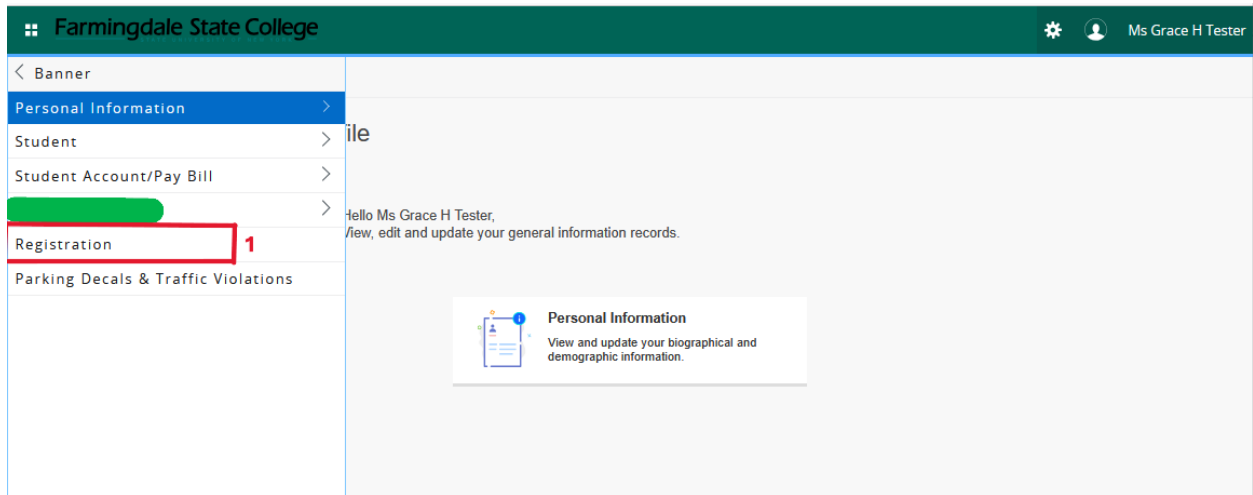 Farmingdale State College
Ms Grace H Tester
Banner
Personal Information
Student
Student Account/Pay Bill
Registration
1
Parking Decals & Traffic Violations
ile
Hello Ms Grace H Tester,
View, edit and update your general information records.
Personal Information
View and update your biographical and
demographic information.